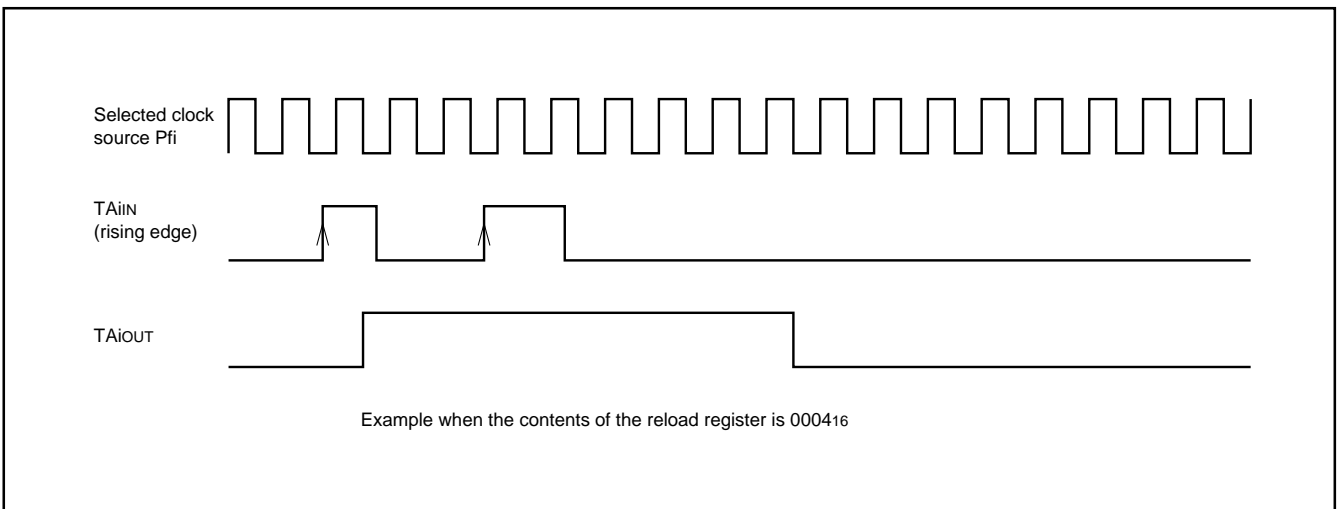 Selected clock
source Pfi
TAiIN
(rising edge)
TAiOUT
Example when the contents of the reload register is 000416